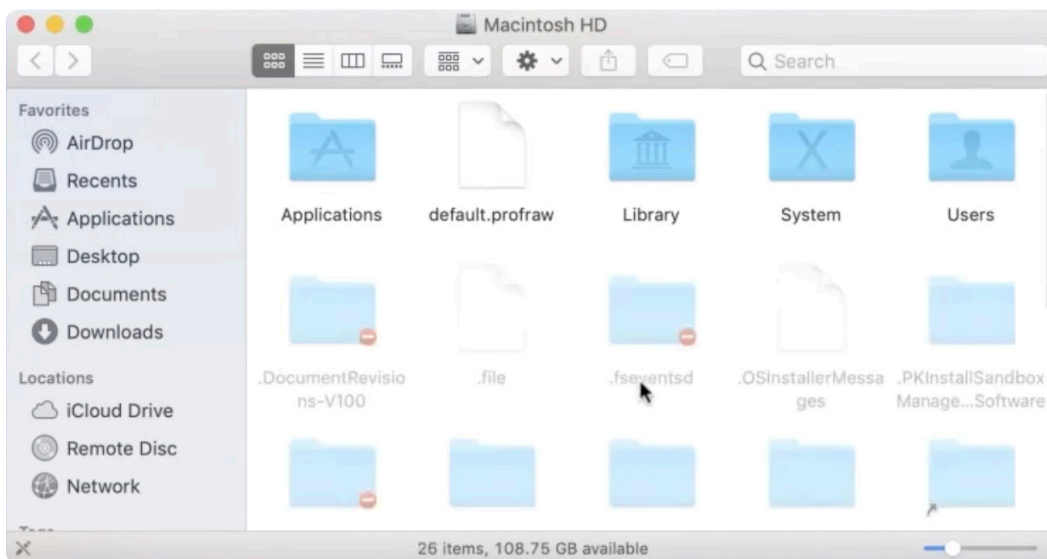 Macintosh HD
Search
Favorites
AirDrop
Recents
Applications
Desktop
Documents
Downloads
Locations
iCloud Drive
Remote Disc
Network
Tags
Applications
default.profraw
Library
System
Users
.DocumentRevisio
ns-V100
.file
.fseventsd
.OSInstallerMessa
ges
.PKInstallSandbox
Manage...Software
26 items, 108.75 GB available